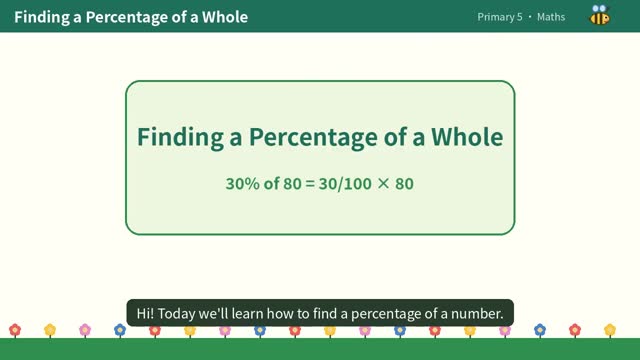 Finding a Percentage of a Whole
Primary 5 • Maths
Finding a Percentage of a Whole
30% of 80 = 30/100 × 80
Hi! Today we'll learn how to find a percentage of a number.